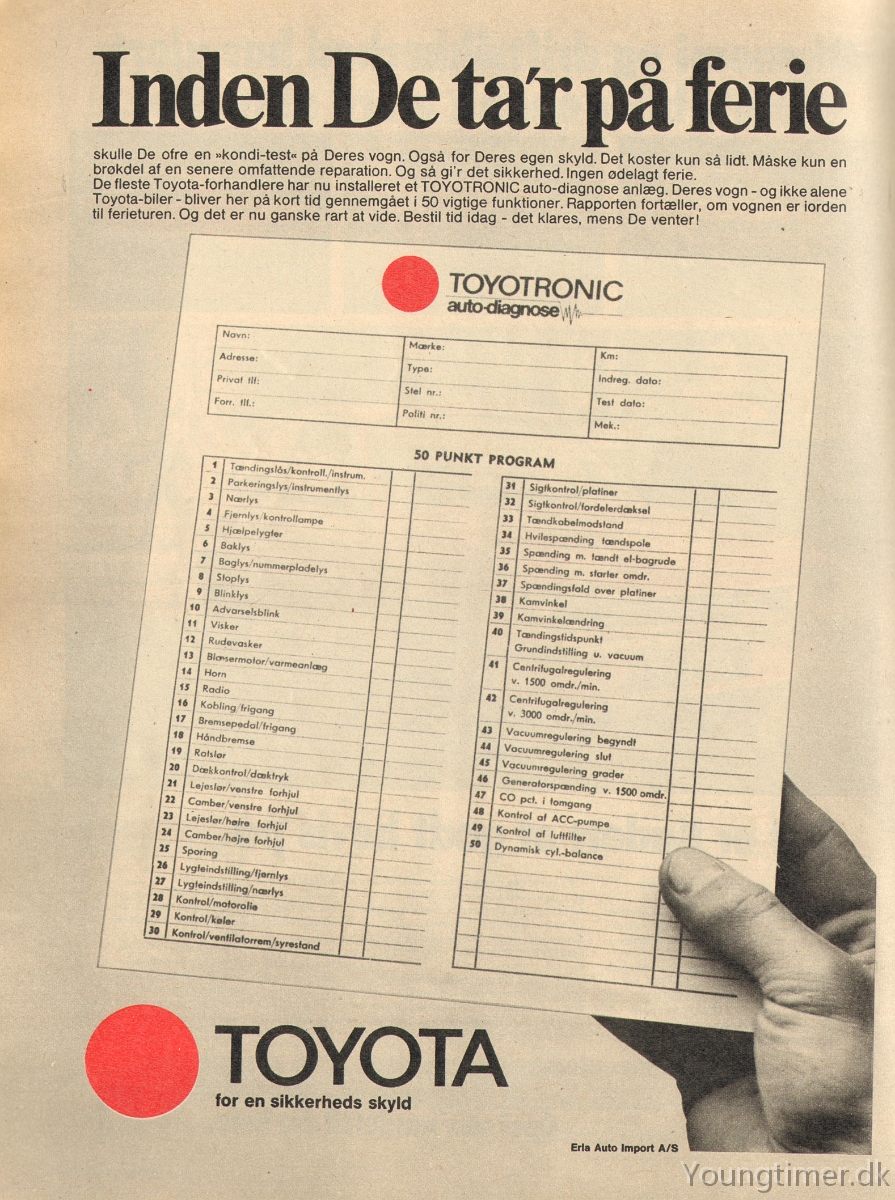 Inden De ta'r på ferie
skulle De ofre en »kondi-test« på Deres vogn. Også for Deres egen skyld. Det koster kun så lidt. Måske kun en
brøkdel af en senere omfattende reparation. Og så gi'r det sikkerhed. Ingen ødelagt ferie.
De fleste Toyota-forhandlere har nu installeret et TOYOTRONIC auto-diagnose anlæg. Deres vogn - og ikke alene
Toyota-biler - bliver her på kort tid gennemgået i 50 vigtige funktioner. Rapporten fortæller, om vognen er iorden
til ferieturen. Og det er nu ganske rart at vide. Bestil tid idag - det klares, mens De venter!
TOYOTRONIC
auto-diagnose
Navn:
Adresse:
Privat tlf:
Forr. tlf.:
Mærke:
Type:
Stel nr.:
Politi nr.:
Km:
Indreg. dato:
Test dato:
Mek.:
50 PUNKT PROGRAM
1 Tændingslås/kontroll./instrum.
2 Parkeringslys/instrumentlys
3 Nærlys
4 Fjernlys/kontrollampe
5 Hjælpelygter
6 Baklys
7 Baglys/nummerpladelys
8 Stoplys
9 Blinklys
10 Advarselsblink
11 Visker
12 Rudevasker
13 Blæsermotor/varmeanlæg
14 Horn
15 Radio
16 Kobling/frigang
17 Bremsepedal/frigang
18 Håndbremse
19 Ratslør
20 Dækkontrol/dæktryk
21 Lejeslør/venstre forhjul
22 Camber/venstre forhjul
23 Lejeslør/højre forhjul
24 Camber/højre forhjul
25 Sporing
26 Lygteindstilling/fjernlys
27 Lygteindstilling/nærlys
28 Kontrol/motorolie
29 Kontrol/køler
30 Kontrol/ventilatorrem/syrestand
31 Sigtkontrol/platiner
32 Sigtkontrol/fordelerdæksel
33 Tændkabelmodstand
34 Hvilespænding tændspole
35 Spænding m. tændt el-bagrude
36 Spænding m. starter omdr.
37 Spændingsfald over platiner
38 Kamvinkel
39 Kamvinkelændring
40 Tændingstidspunkt
Grundindstilling u. vacuum
41 Centrifugalregulering
v. 1500 omdr./min.
42 Centrifugalregulering
v. 3000 omdr./min.
43 Vacuumregulering begyndt
44 Vacuumregulering slut
45 Vacuumregulering grader
46 Generatorspænding v. 1500 omdr.
47 CO pct. i tomgang
48 Kontrol af ACC-pumpe
49 Kontrol af luftfilter
50 Dynamisk cyl.-balance
TOYOTA
for en sikkerheds skyld
Erla Auto Import A/S
Youngtimer.dk